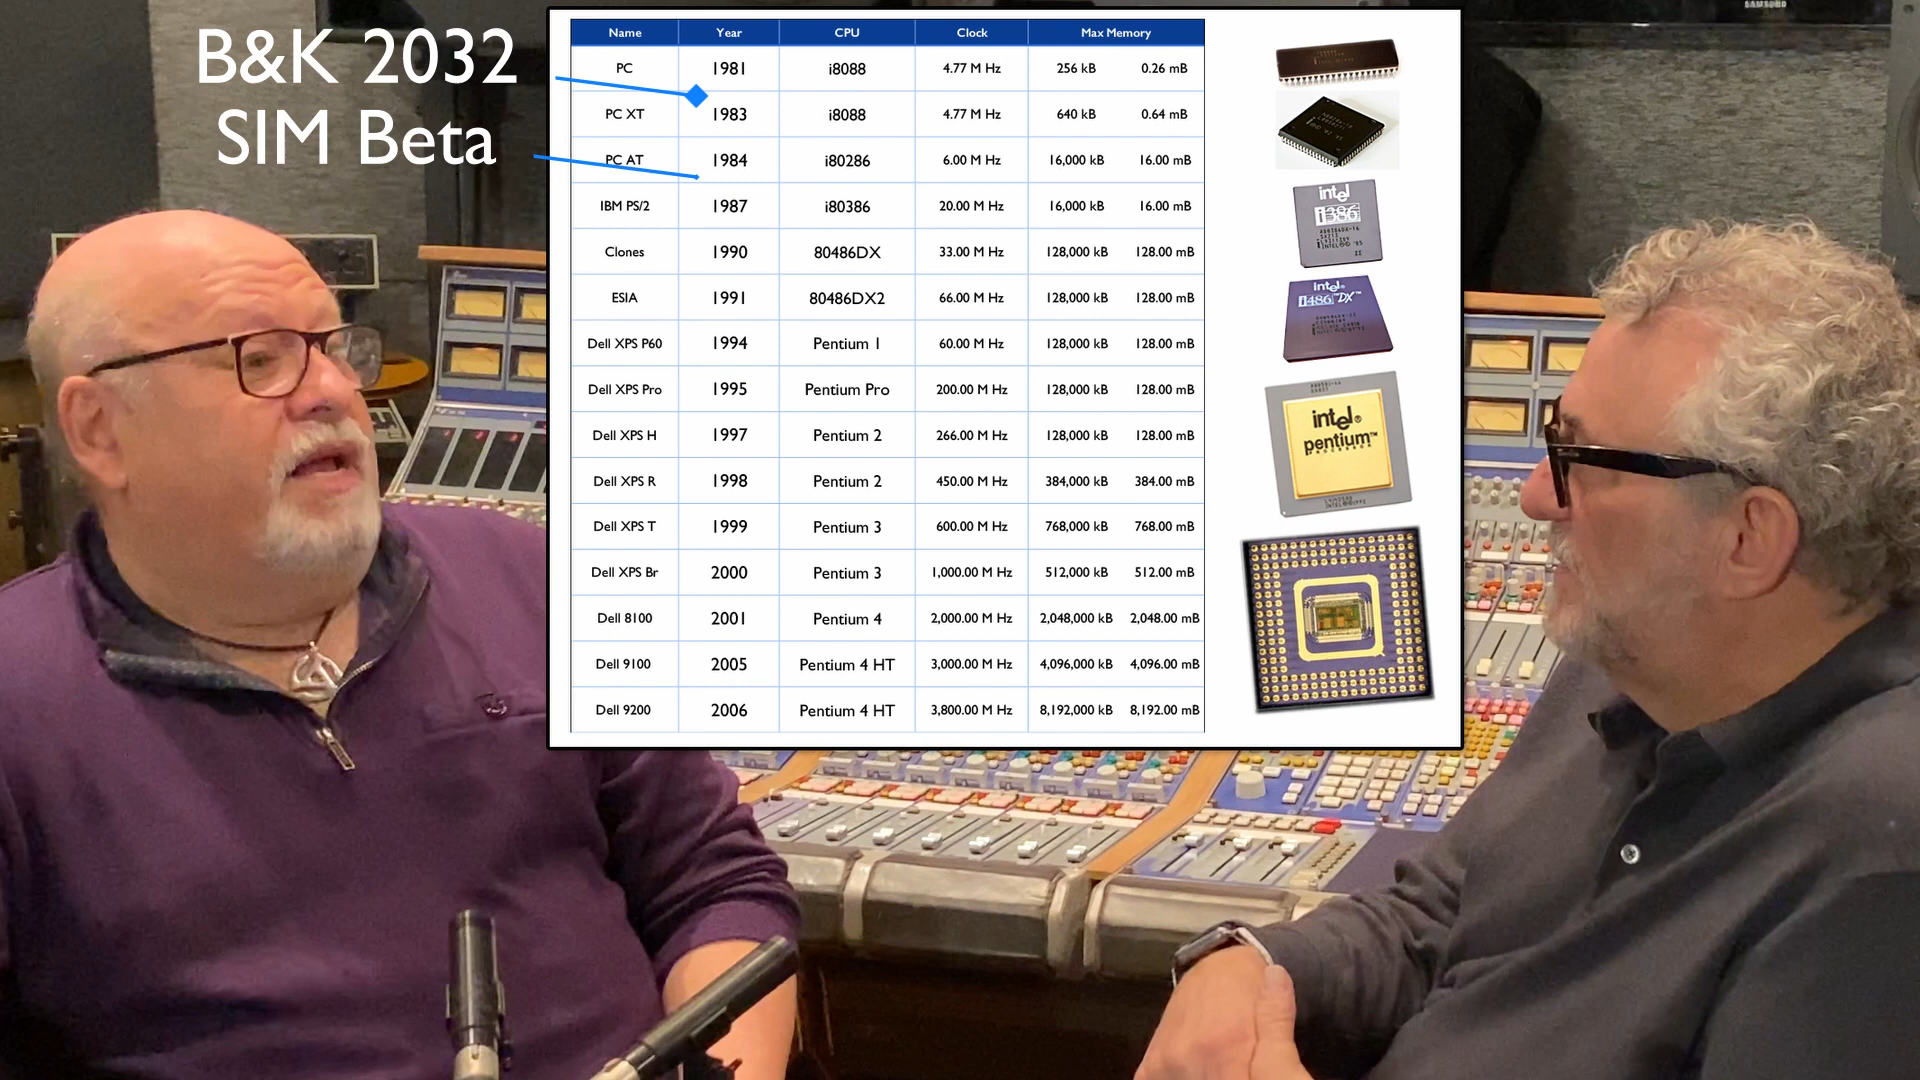 B&K 2032
SIM Beta
SAMSUNG
Name Year CPU Clock Max Memory
PC 1981 i8088 4.77 M Hz 256 kB 0.26 mB
PC XT 1983 i8088 4.77 M Hz 640 kB 0.64 mB
PC AT 1984 i80286 6.00 M Hz 16,000 kB 16.00 mB
IBM PS/2 1987 i80386 20.00 M Hz 16,000 kB 16.00 mB
Clones 1990 80486DX 33.00 M Hz 128,000 kB 128.00 mB
ESIA 1991 80486DX2 66.00 M Hz 128,000 kB 128.00 mB
Dell XPS P60 1994 Pentium 1 60.00 M Hz 128,000 kB 128.00 mB
Dell XPS Pro 1995 Pentium Pro 200.00 M Hz 128,000 kB 128.00 mB
Dell XPS H 1997 Pentium 2 266.00 M Hz 128,000 kB 128.00 mB
Dell XPS R 1998 Pentium 2 450.00 M Hz 384,000 kB 384.00 mB
Dell XPS T 1999 Pentium 3 600.00 M Hz 768,000 kB 768.00 mB
Dell XPS Br 2000 Pentium 3 1,000.00 M Hz 512,000 kB 512.00 mB
Dell 8100 2001 Pentium 4 2,000.00 M Hz 2,048,000 kB 2,048.00 mB
Dell 9100 2005 Pentium 4 HT 3,000.00 M Hz 4,096,000 kB 4,096.00 mB
Dell 9200 2006 Pentium 4 HT 3,800.00 M Hz 8,192,000 kB 8,192.00 mB
intel
i386
intel®
i486™DX™
intel®
pentium™
PROCESSOR